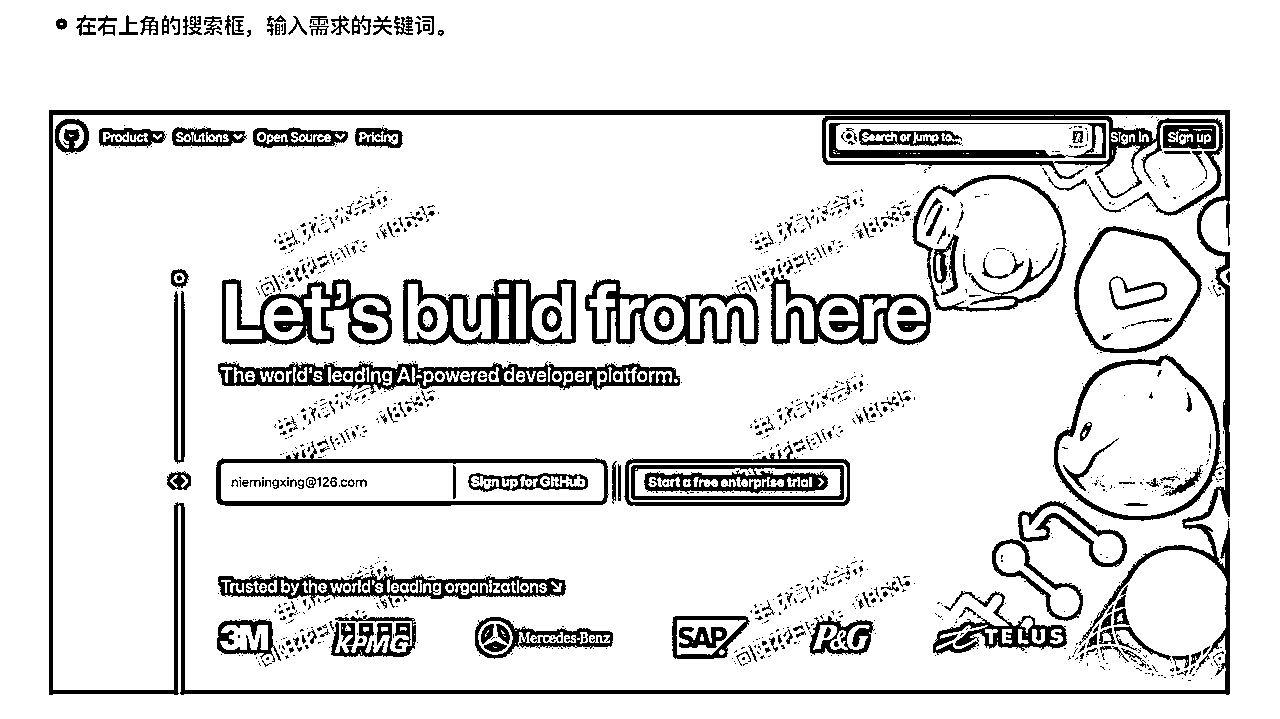 在右上角的搜索框，输入需求的关键词。
Product Solutions Open Source Pricing
Search or jump to...
/
Sign in
Sign up
Let's build from here
The world's leading AI-powered developer platform.
niemingxing@126.com
Sign up for GitHub
Start a free enterprise trial
Trusted by the world's leading organizations ↘
3M KPMG Mercedes-Benz SAP P&G TELUS